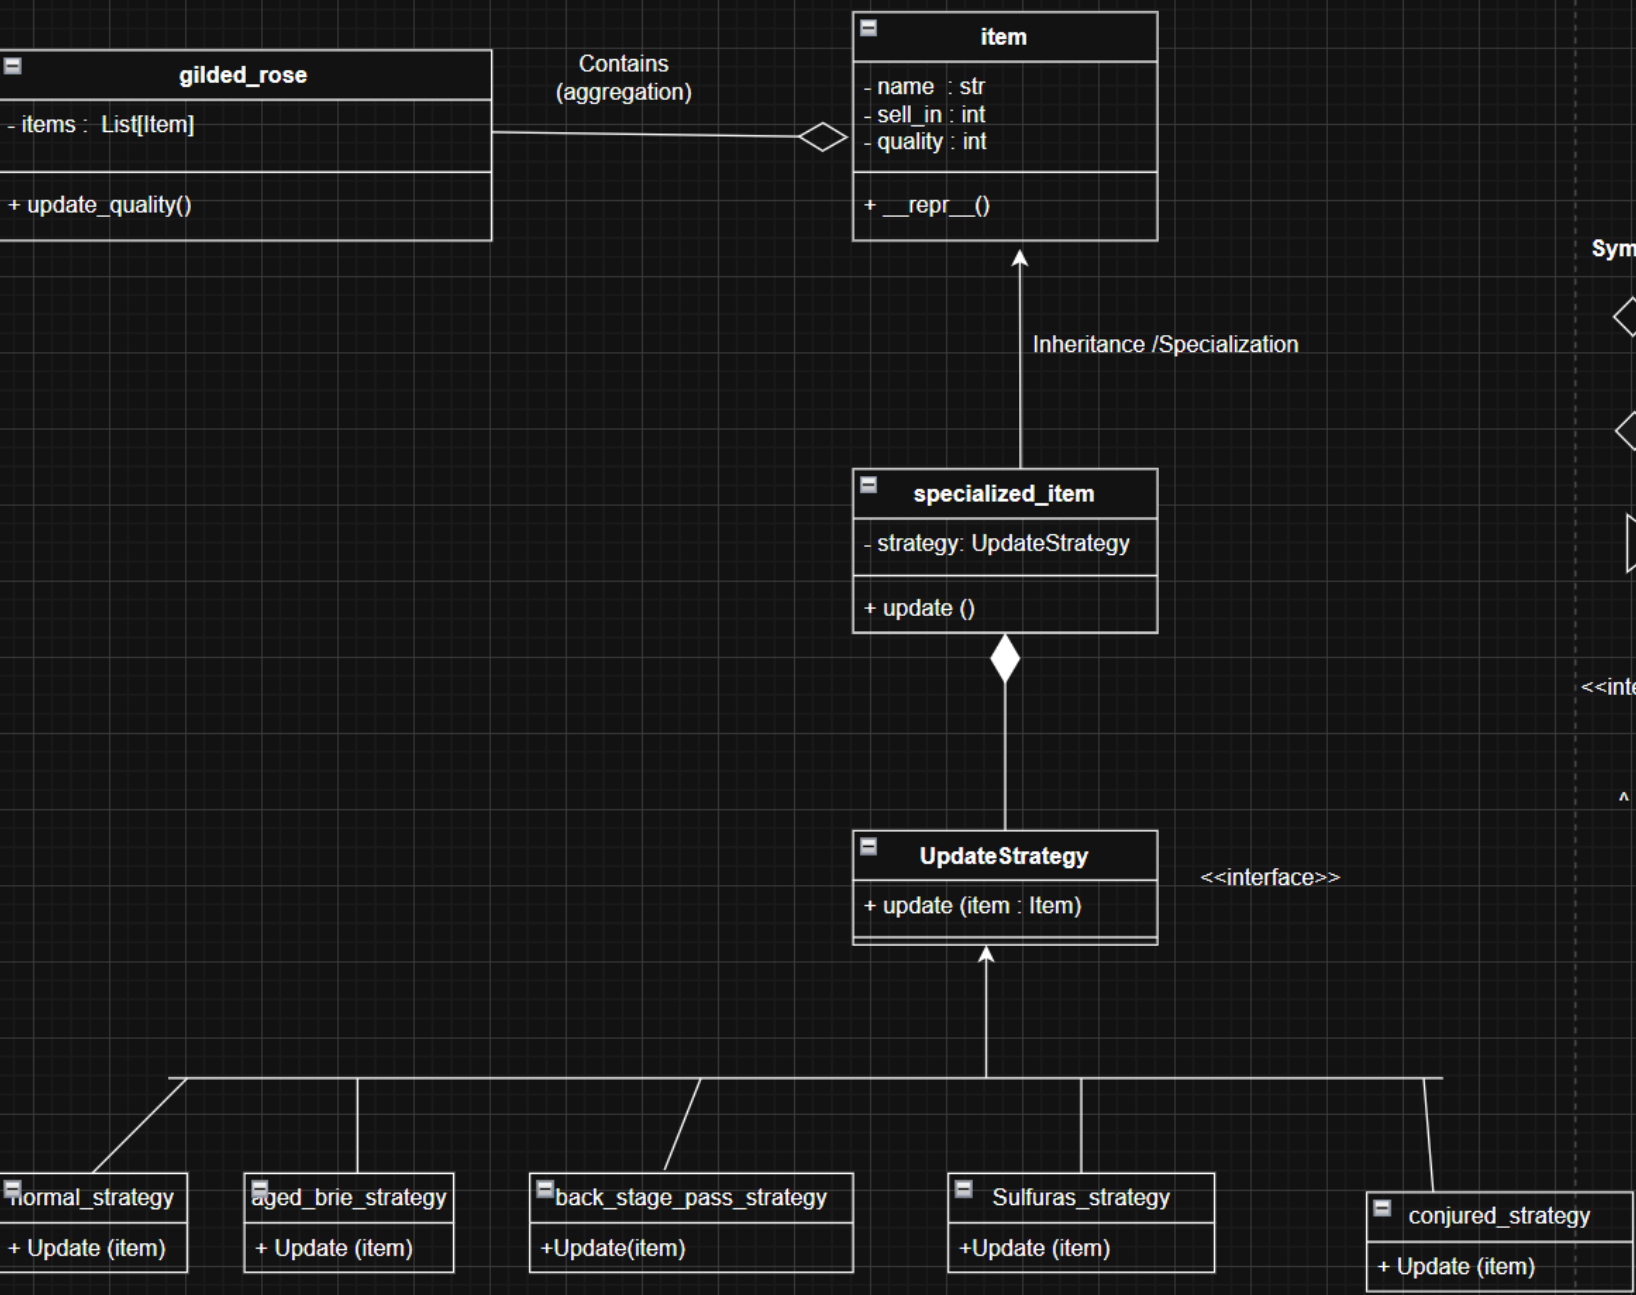 gilded_rose
- items :  List[Item]
+ update_quality()
Contains
(aggregation)
item
- name  : str
- sell_in : int
- quality : int
+ __repr__()
Inheritance /Specialization
specialized_item
- strategy: UpdateStrategy
+ update ()
UpdateStrategy
+ update (item : Item)
<<interface>>
normal_strategy
+ Update (item)
aged_brie_strategy
+ Update (item)
back_stage_pass_strategy
+Update(item)
Sulfuras_strategy
+Update (item)
conjured_strategy
+ Update (item)
Sym
<<inte
^